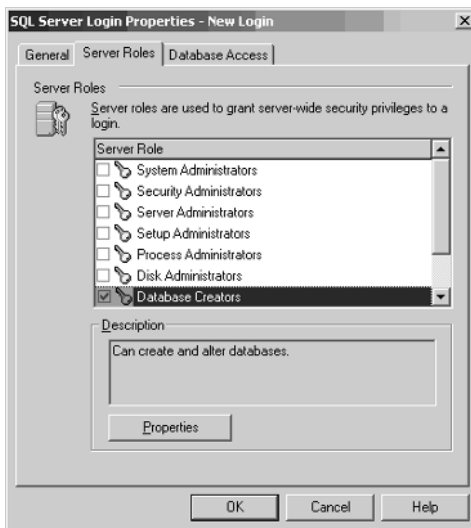 SQL Server Login Properties - New Login
General
Server Roles
Database Access
Server Roles
Server roles are used to grant server-wide security privileges to a
login.
Server Role
System Administrators
Security Administrators
Server Administrators
Setup Administrators
Process Administrators
Disk Administrators
Database Creators
Description
Can create and alter databases.
Properties
OK
Cancel
Help